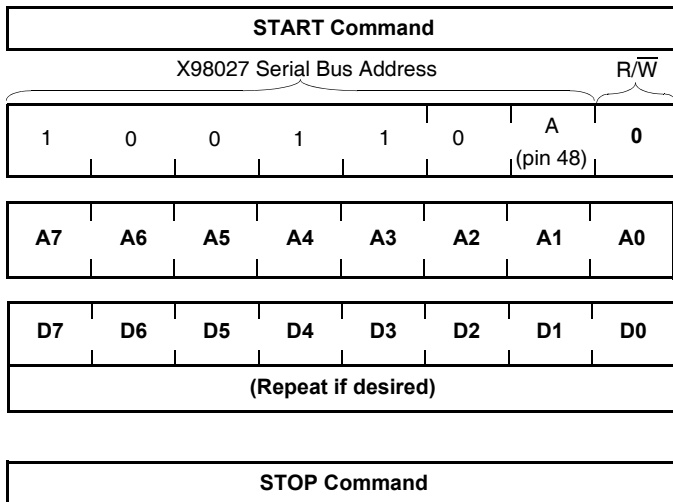 START Command
X98027 Serial Bus Address R/W̅
1 0 0 1 1 0 A (pin 48) 0
A7 A6 A5 A4 A3 A2 A1 A0
D7 D6 D5 D4 D3 D2 D1 D0
(Repeat if desired)
STOP Command